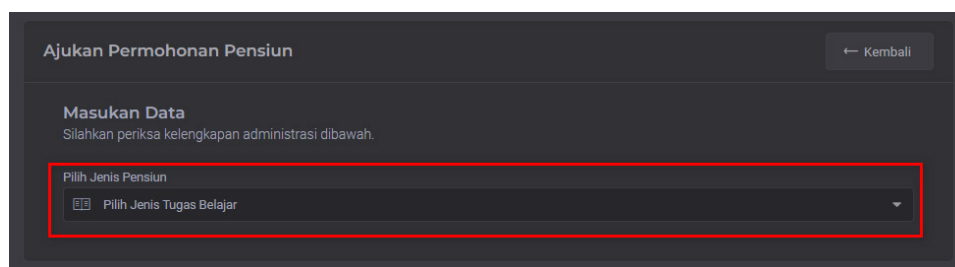 Ajukan Permohonan Pensiun
← Kembali
Masukan Data
Silahkan periksa kelengkapan administrasi dibawah.
Pilih Jenis Pensiun
Pilih Jenis Tugas Belajar